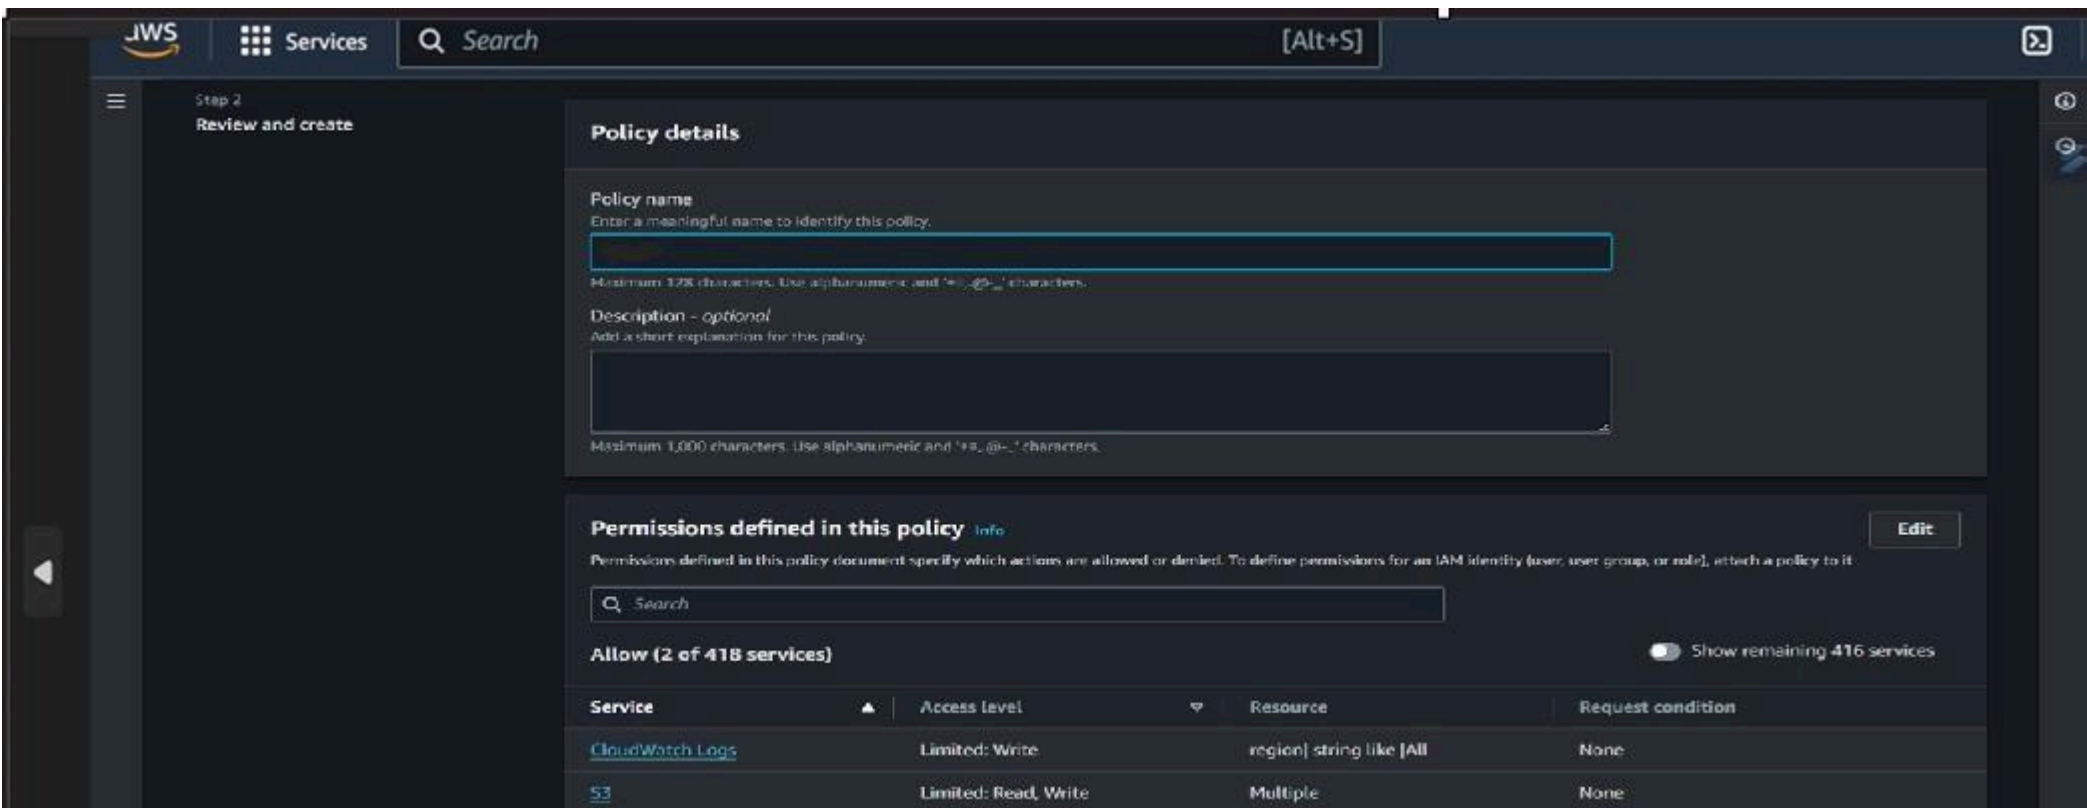 aws Services Search [Alt+S]
Step 2
Review and create
Policy details
Policy name
Enter a meaningful name to identify this policy.
Maximum 128 characters. Use alphanumeric and '+=,.@-_' characters.
Description - optional
Add a short explanation for this policy.
Maximum 1,000 characters. Use alphanumeric and '+=,.@-_' characters.
Permissions defined in this policy Info Edit
Permissions defined in this policy document specify which actions are allowed or denied. To define permissions for an IAM identity (user, user group, or role), attach a policy to it
Search
Allow (2 of 418 services) Show remaining 416 services
Service Access level Resource Request condition
CloudWatch Logs Limited: Write region| string like |All None
S3 Limited: Read, Write Multiple None